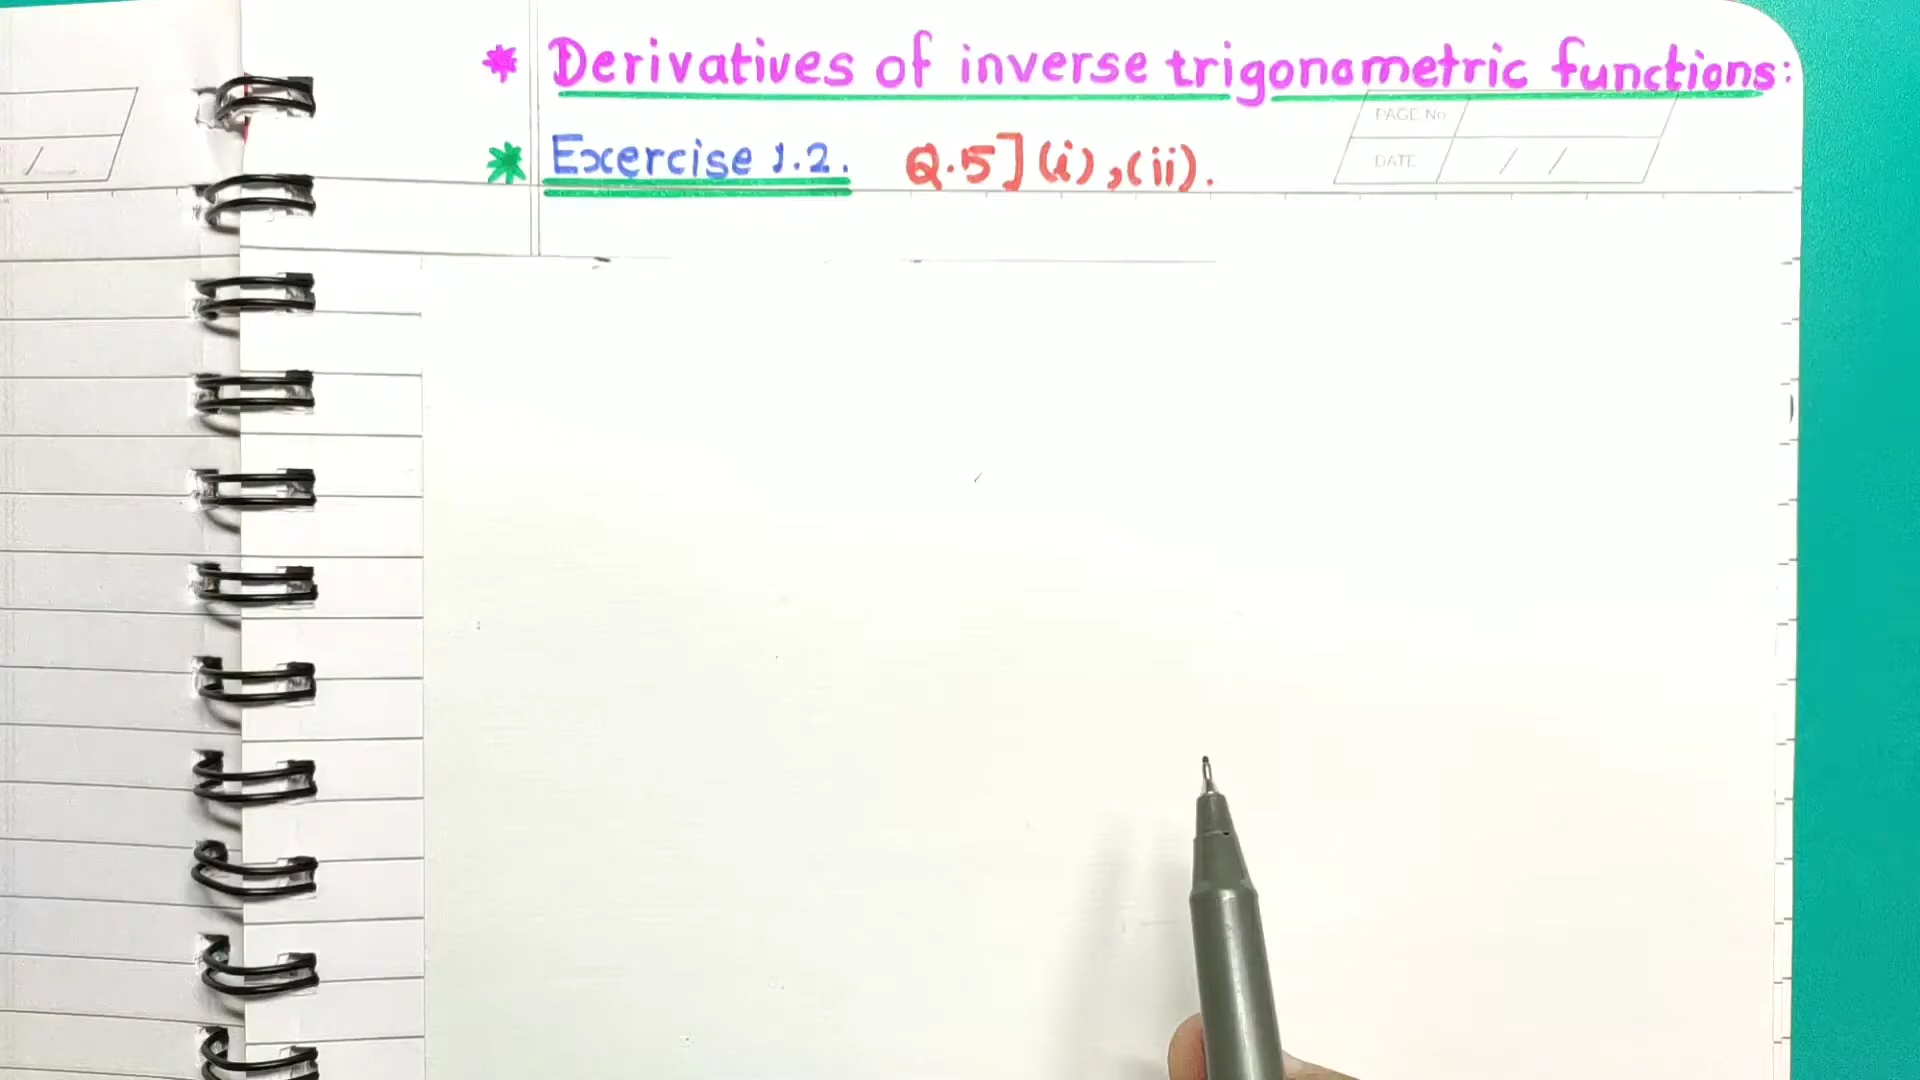 * Derivatives of inverse trigonometric functions:
PAGE No
* Exercise 1.2. Q.5] (i), (ii).
DATE / /